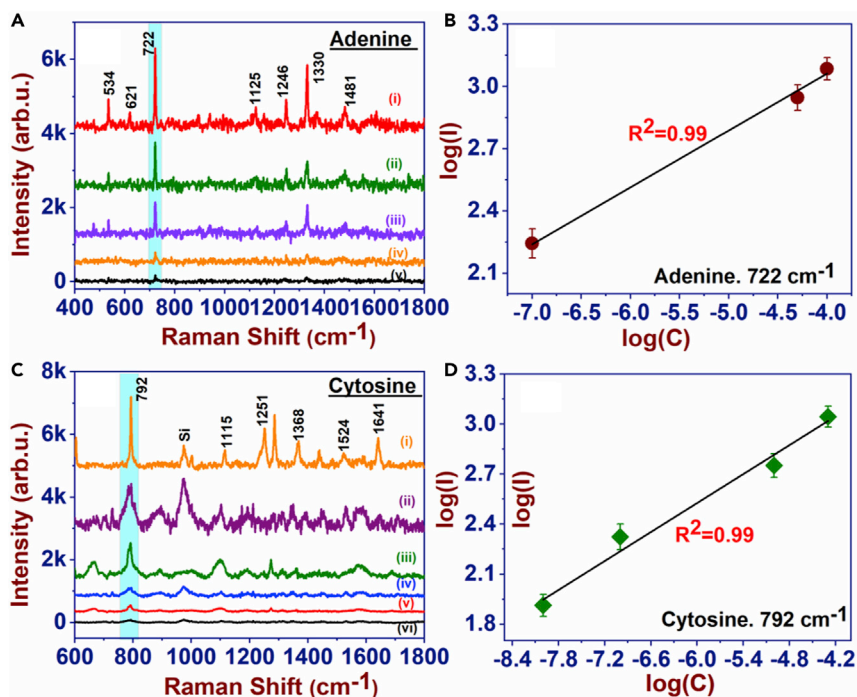 A
Adenine
Intensity (arb.u.)
6k
4k
2k
0
534
621
722
1125
1246
1330
1481
(i)
(ii)
(iii)
(iv)
(v)
400 600 800 1000 1200 1400 1600 1800
Raman Shift (cm-1)
B
log(I)
3.3
3.0
2.7
2.4
2.1
R2=0.99
Adenine. 722 cm-1
-7.0 -6.5 -6.0 -5.5 -5.0 -4.5 -4.0
log(C)
C
Cytosine
Intensity (arb.u.)
8k
6k
4k
2k
0
792
Si
1115
1251
1368
1524
1641
(i)
(ii)
(iii)
(iv)
(v)
(vi)
600 800 1000 1200 1400 1600 1800
Raman Shift (cm-1)
D
log(I)
log(I)
3.3
3.0
2.7
2.4
2.1
1.8
R2=0.99
Cytosine. 792 cm-1
-8.4 -7.8 -7.2 -6.6 -6.0 -5.4 -4.8 -4.2
log(C)